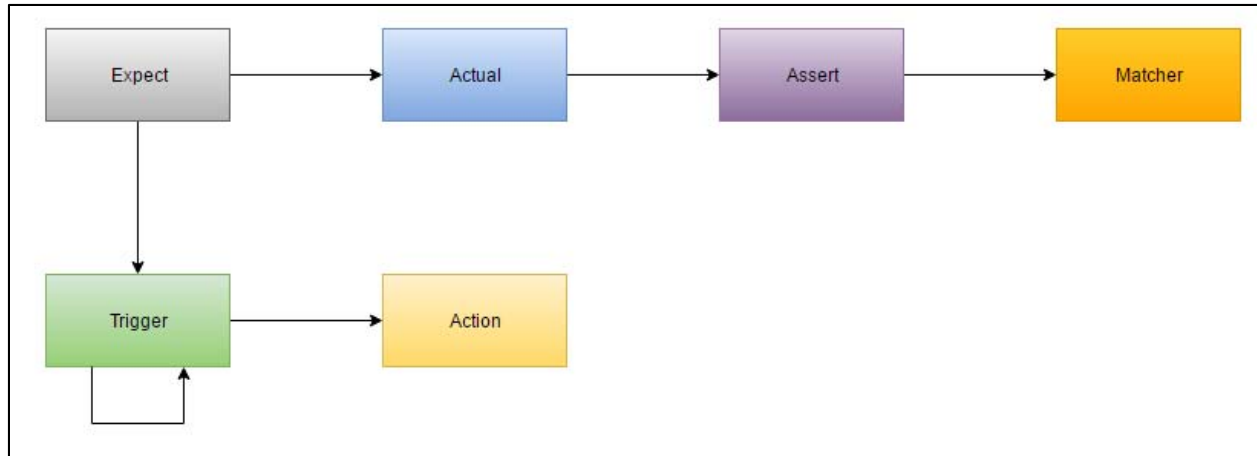 Expect
Actual
Assert
Matcher
Trigger
Action